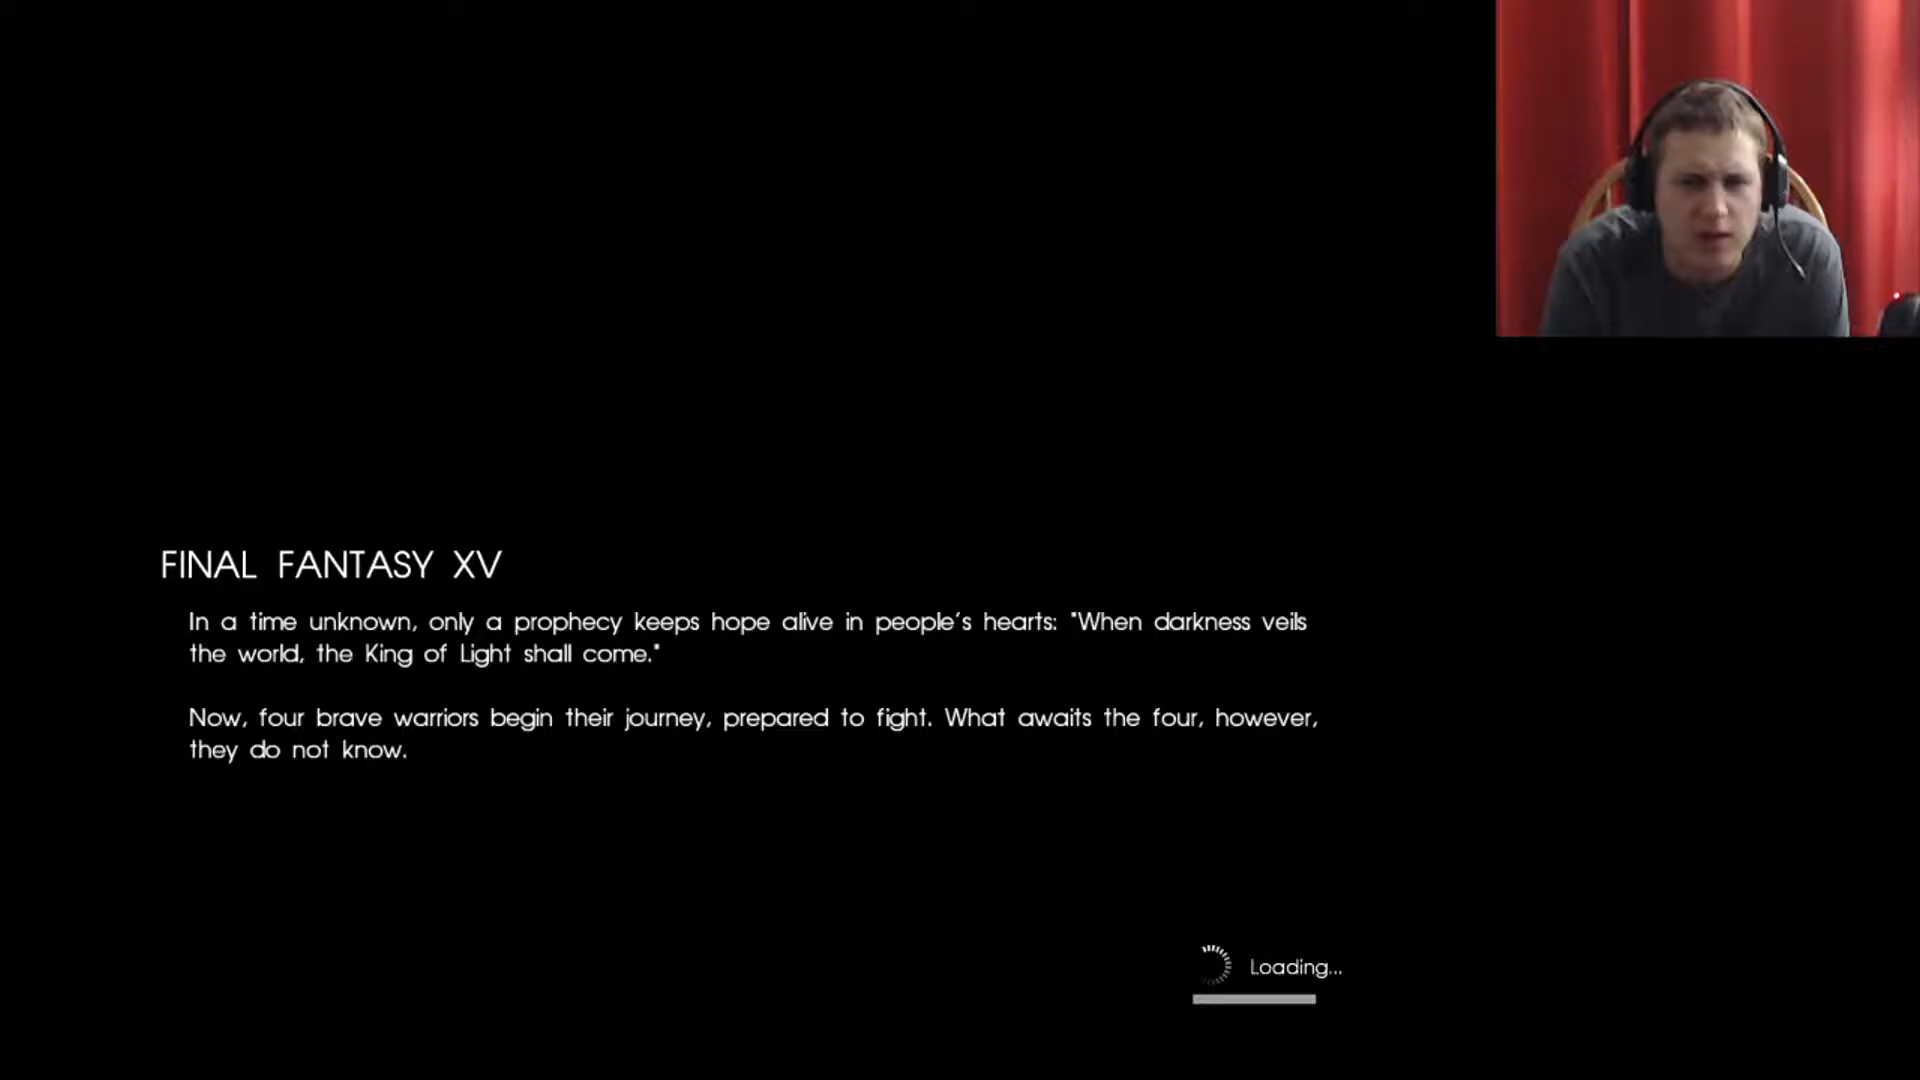 FINAL FANTASY XV
In a time unknown, only a prophecy keeps hope alive in people's hearts: "When darkness veils
the world, the King of Light shall come."
Now, four brave warriors begin their journey, prepared to fight. What awaits the four, however,
they do not know.
Loading...